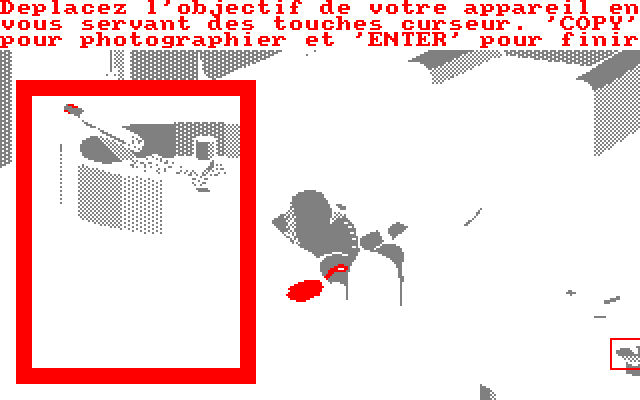 Deplacez l'objectif de votre appareil en
vous servant des touches curseur. 'COPY'
pour photographier et 'ENTER' pour finir